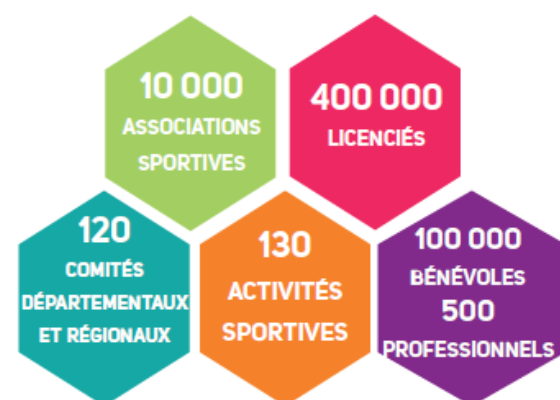 10 000
ASSOCIATIONS
SPORTIVES
400 000
LICENCIÉS
120
COMITÉS
DÉPARTEMENTAUX
ET RÉGIONAUX
130
ACTIVITÉS
SPORTIVES
100 000
BÉNÉVOLES
500
PROFESSIONNELS